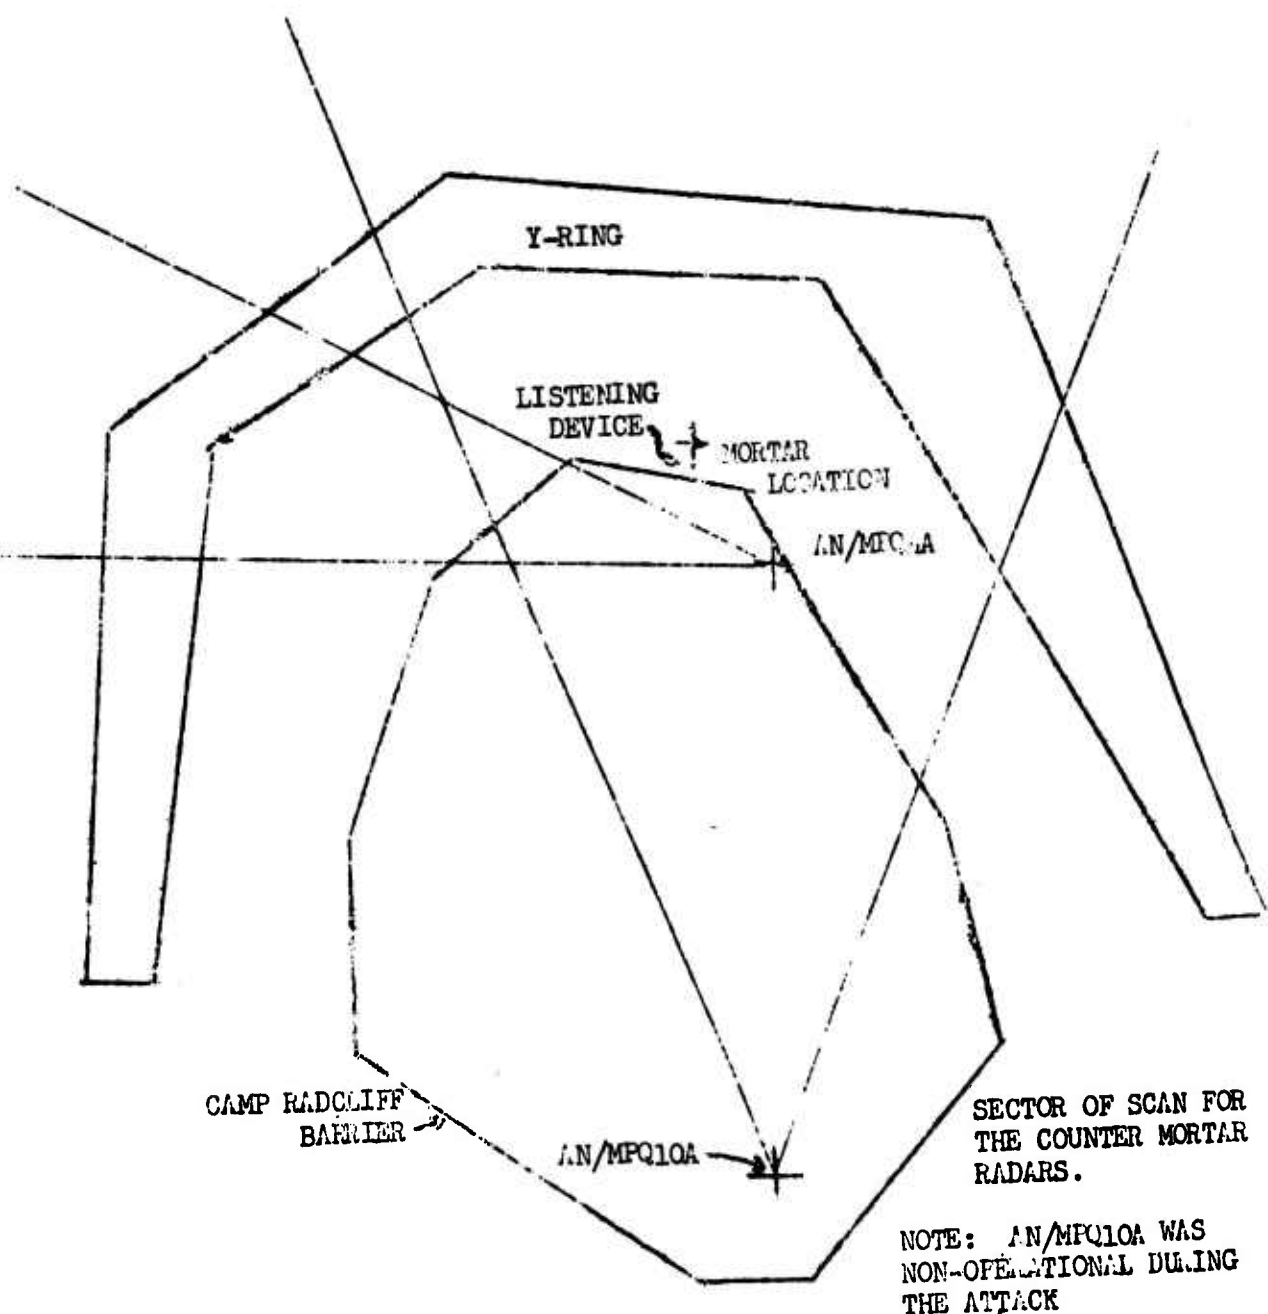 Y-RING
LISTENING
DEVICE
MORTAR
LOCATION
CAMP RADCLIFF
BARRIER
AN/MPQ10A
SECTOR OF SCAN FOR
THE COUNTER MORTAR
RADARS.
NOTE: AN/MPQ10A WAS
NON-OPERATIONAL DURING
THE ATTACK